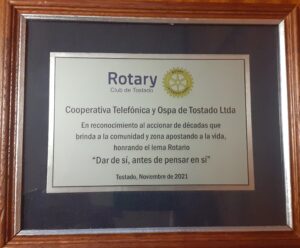 Rotary
Club de Tostado
Cooperativa Telefónica y Ospa de Tostado Ltda
En reconocimiento al accionar de décadas que
brinda a la comunidad y zona apostando a la vida,
honrando el lema Rotario
“Dar de sí, antes de pensar en sí”
Tostado, Noviembre de 2021